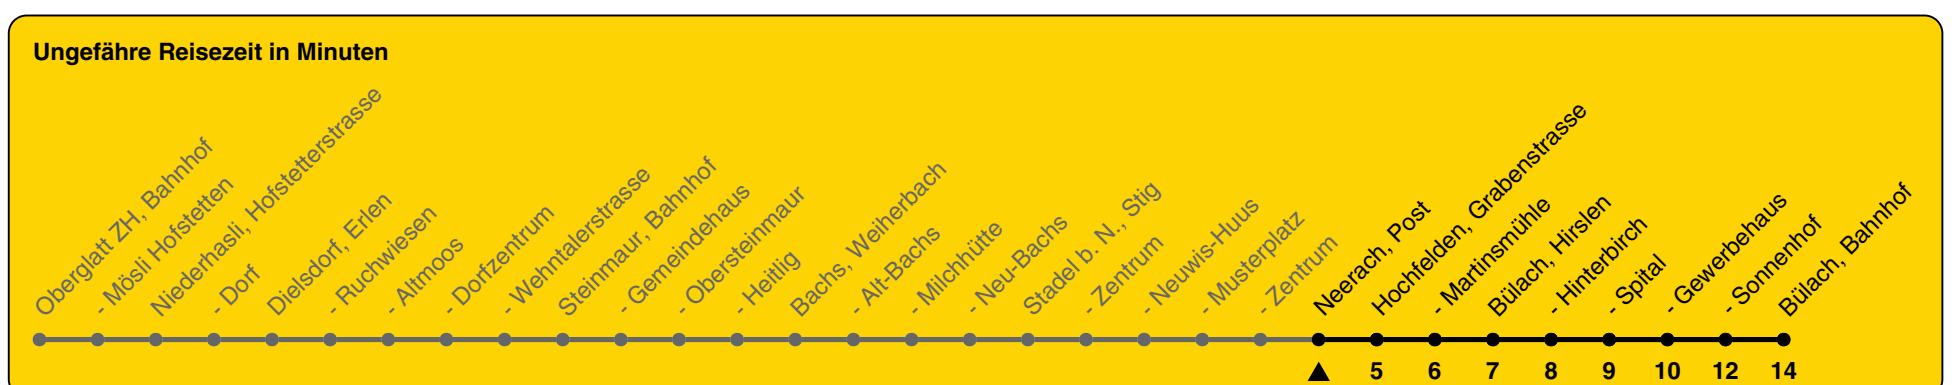 Ungefähre Reisezeit in Minuten
Oberglatt ZH, Bahnhof
- Mösli Hofstetten
Niederhasli, Hofstetterstrasse
- Dorf
Dielsdorf, Erlen
- Ruchwiesen
- Altmoos
- Dorfzentrum
- Wehntalerstrasse
Steinmaur, Bahnhof
- Gemeindehaus
- Obersteinmaur
- Heitlig
Bachs, Weiherbach
- Alt-Bachs
- Milchhütte
- Neu-Bachs
Stadel b. N., Stig
- Zentrum
- Neuwis-Huus
- Musterplatz
- Zentrum
Neerach, Post
Hochfelden, Grabenstrasse
- Martinsmühle
Bülach, Hirslen
- Hinterbirch
- Spital
- Gewerbehaus
- Sonnenhof
Bülach, Bahnhof
5 6 7 8 9 10 12 14